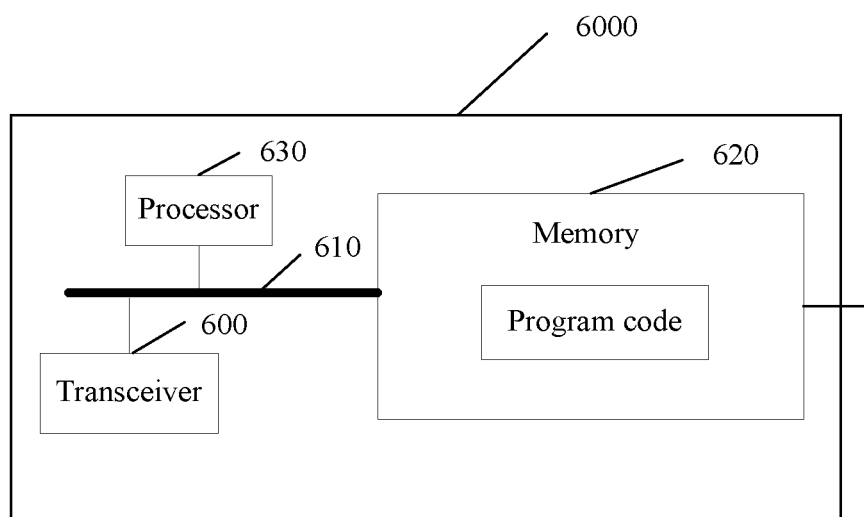 6000
630
620
Processor
Memory
610
Program code
600
Transceiver